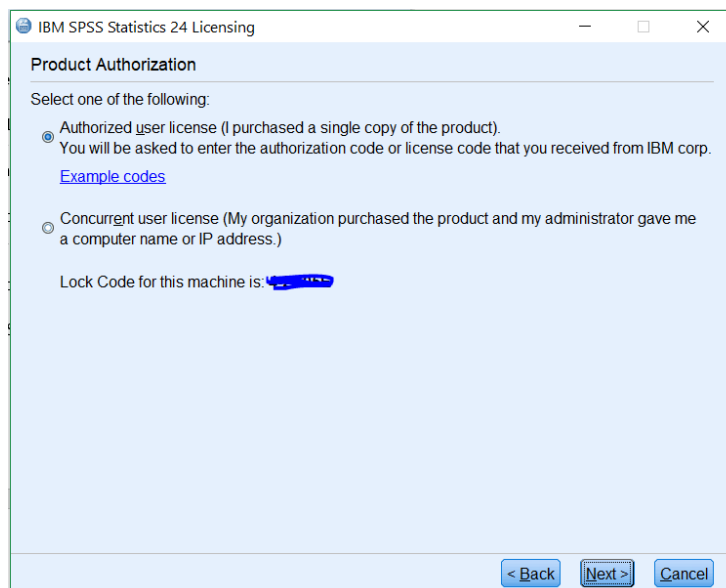 IBM SPSS Statistics 24 Licensing
Product Authorization
Select one of the following:
Authorized user license (I purchased a single copy of the product).
You will be asked to enter the authorization code or license code that you received from IBM corp.
Example codes
Concurrent user license (My organization purchased the product and my administrator gave me
a computer name or IP address.)
Lock Code for this machine is:
< Back
Next >
Cancel